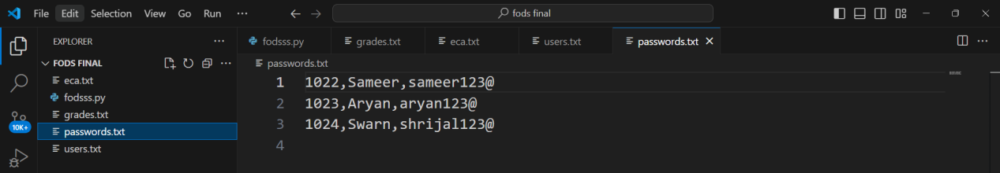 File Edit Selection View Go Run ··· fods final
EXPLORER ···
fodsss.py grades.txt eca.txt users.txt passwords.txt ···
FODS FINAL ···
passwords.txt
eca.txt
fodsss.py
grades.txt
passwords.txt
users.txt
10K+
1 1022,Sameer,sameer123@
2 1023,Aryan,aryan123@
3 1024,Swarn,shrijal123@
4